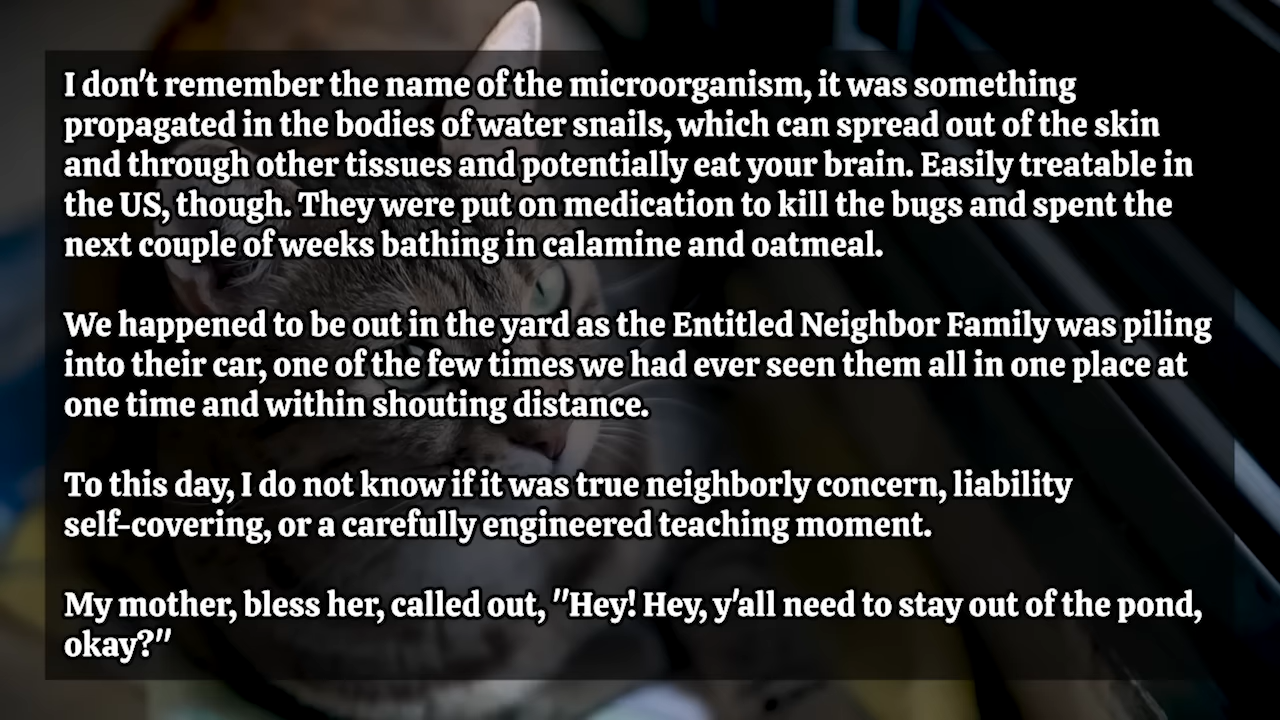 I don't remember the name of the microorganism, it was something
propagated in the bodies of water snails, which can spread out of the skin
and through other tissues and potentially eat your brain. Easily treatable in
the US, though. They were put on medication to kill the bugs and spent the
next couple of weeks bathing in calamine and oatmeal.
We happened to be out in the yard as the Entitled Neighbor Family was piling
into their car, one of the few times we had ever seen them all in one place at
one time and within shouting distance.
To this day, I do not know if it was true neighborly concern, liability
self-covering, or a carefully engineered teaching moment.
My mother, bless her, called out, "Hey! Hey, y'all need to stay out of the pond,
okay?"